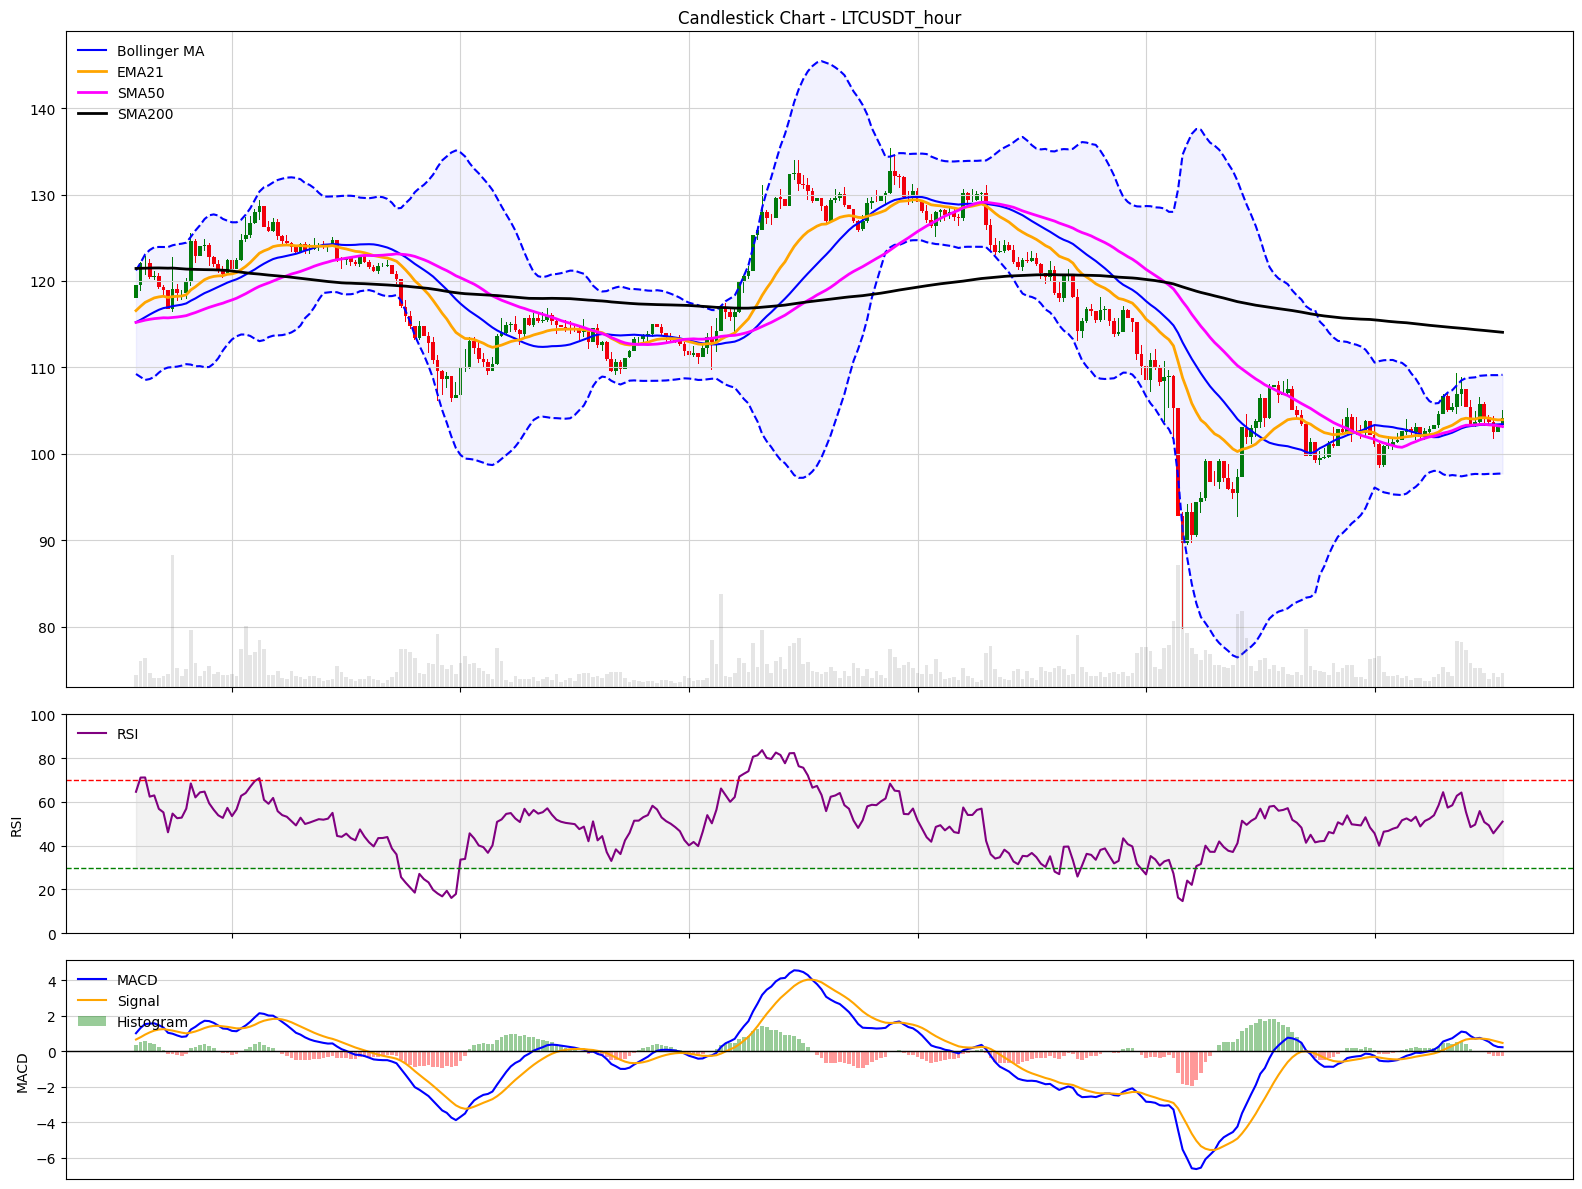 Candlestick Chart - LTCUSDT_hour
Bollinger MA
EMA21
SMA50
SMA200
140
130
120
110
100
90
80
RSI
100
80
60
40
20
0
RSI
MACD
Signal
Histogram
4
2
0
−2
−4
−6
MACD